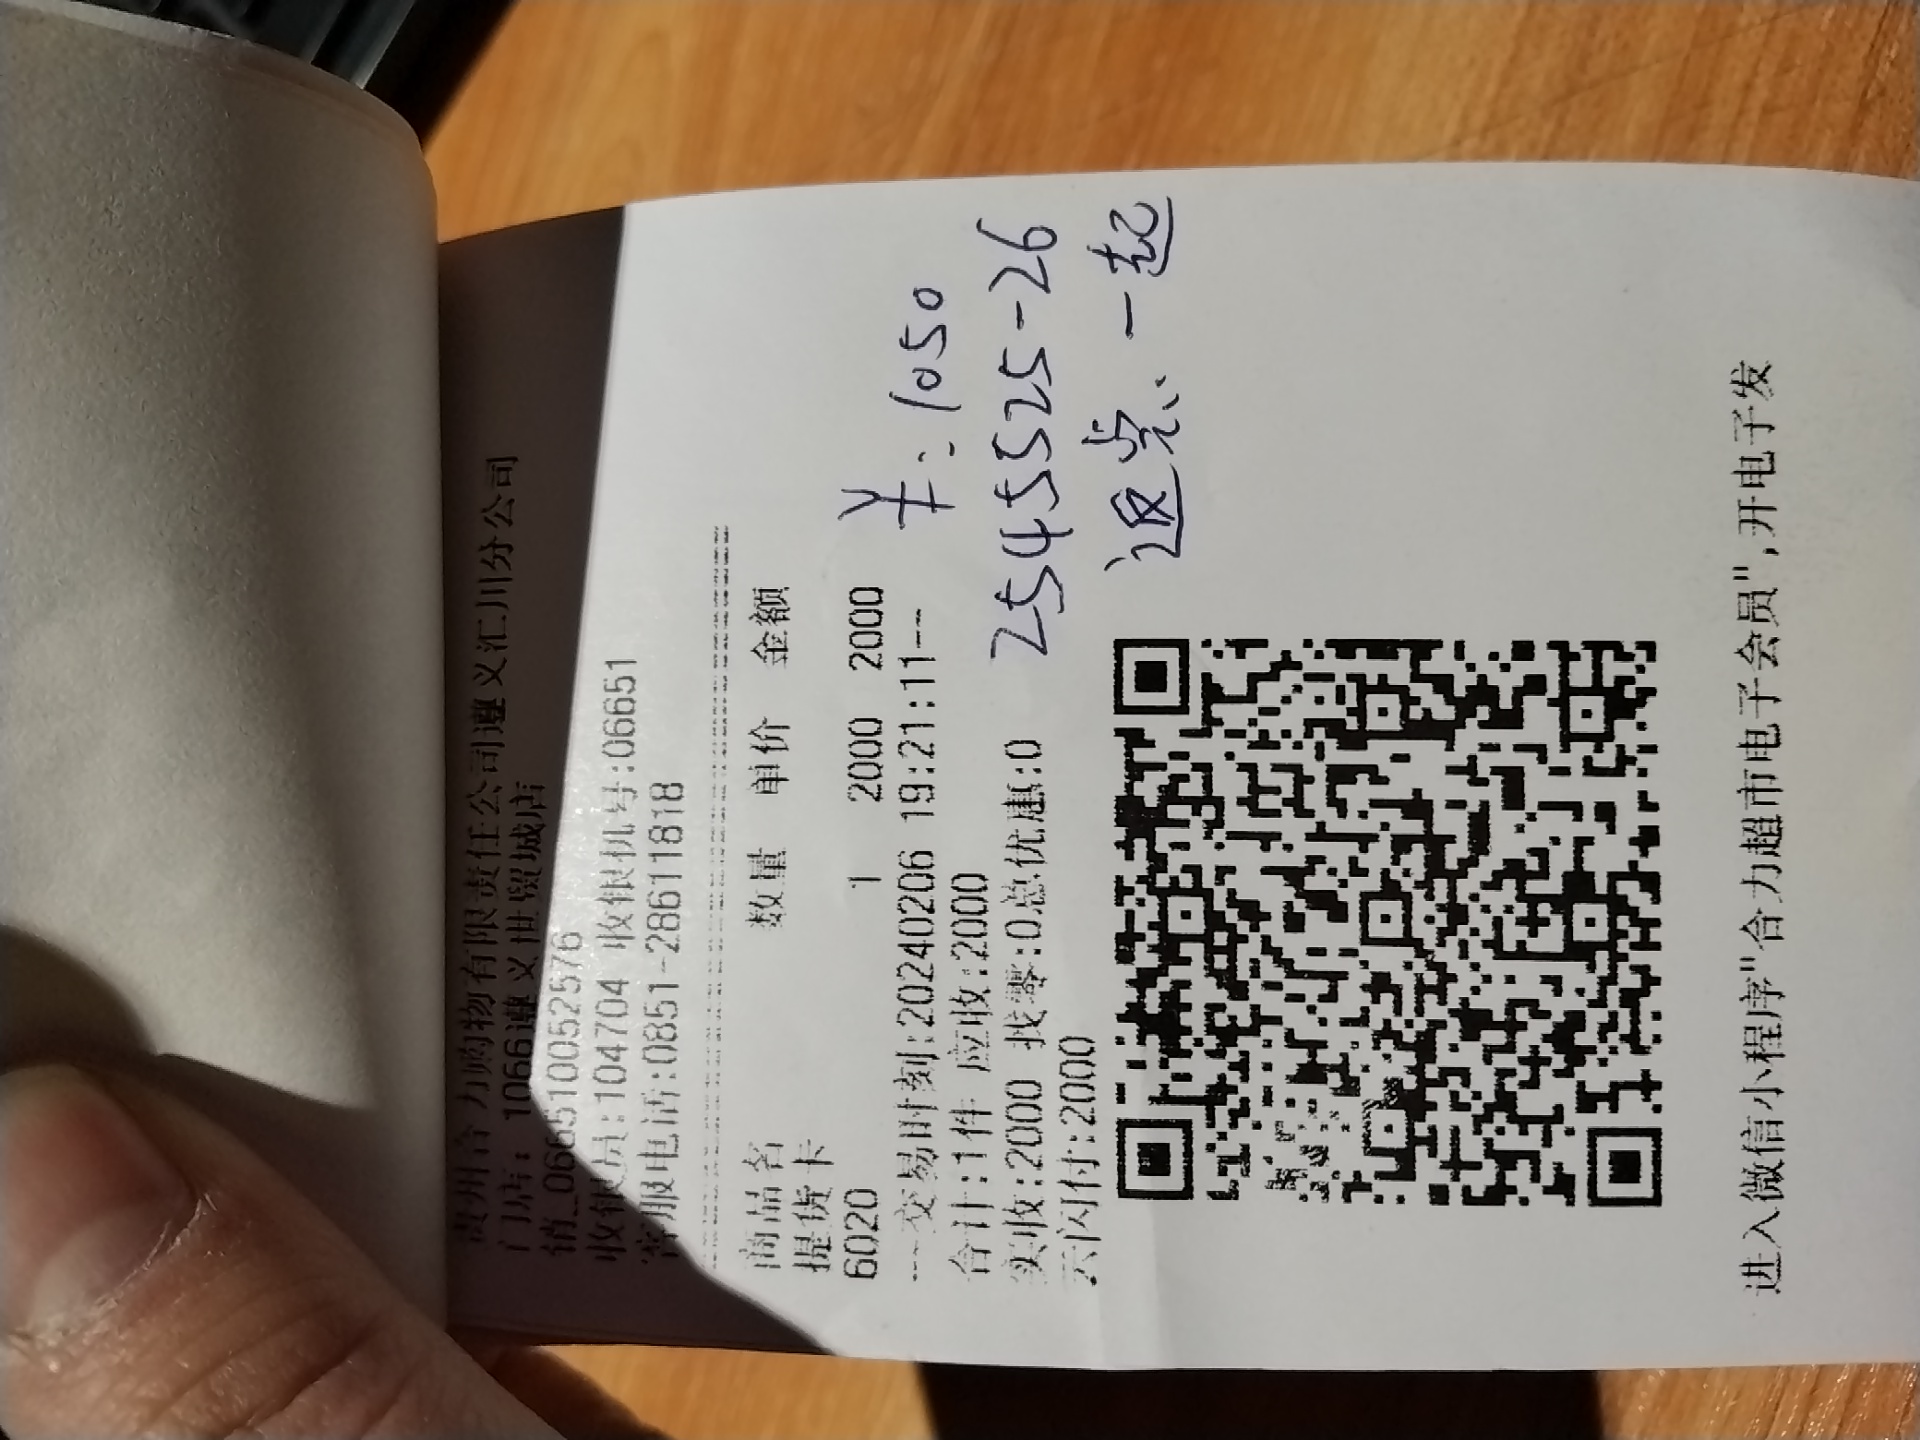 贵州合力购物有限责任公司遵义汇川分公司
门店：1066遵义世贸城店
销_066510052576
收银员:104704 收银机号:06651
客服电话:0851-28611818
商品名 数量 单价 金额
提货卡
6020 1 2000 2000
---交易时刻:20240206 19:21:11--
合计:1件 应收:2000
实收:2000 找零:0总优惠:0
云闪付:2000
￥:1050
2545525-26
返点、一起
进入微信小程序"合力超市电子会员",开电子发